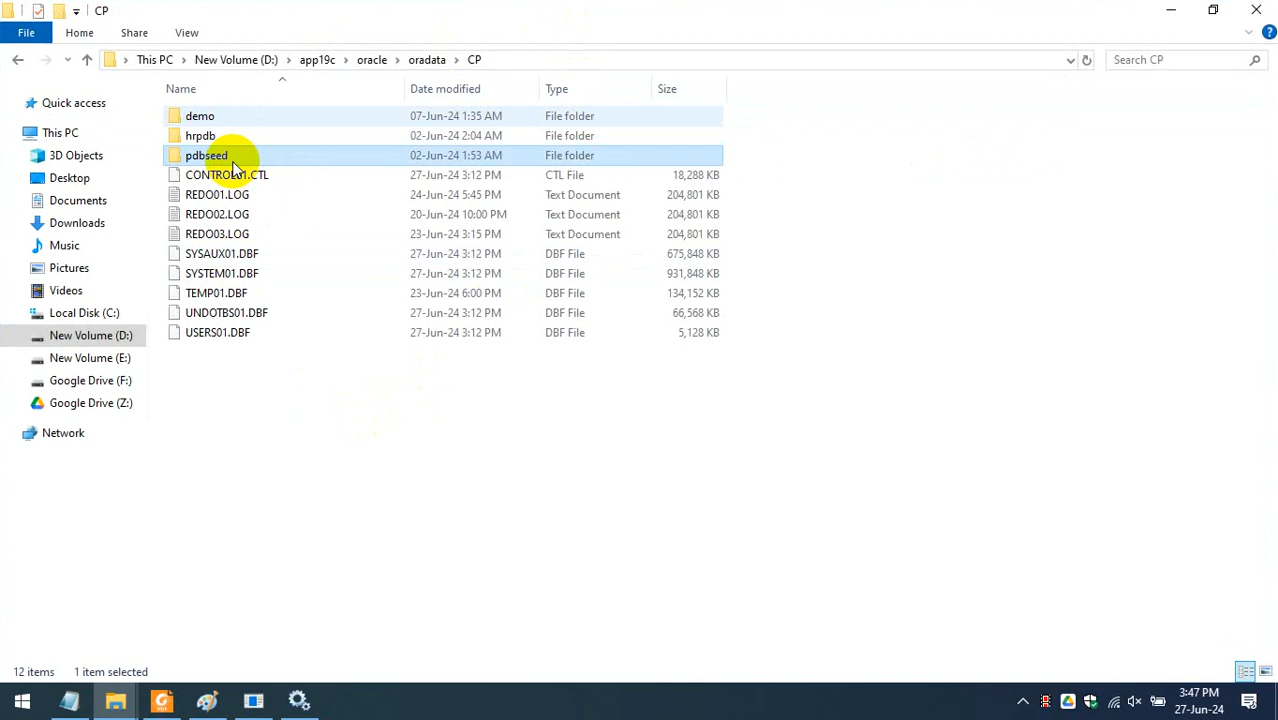 CP
File Home Share View
This PC New Volume (D:) app19c oracle oradata CP Search CP
Name Date modified Type Size
Quick access
This PC
3D Objects
Desktop
Documents
Downloads
Music
Pictures
Videos
Local Disk (C:)
New Volume (D:)
New Volume (E:)
Google Drive (F:)
Google Drive (Z:)
Network
demo 07-Jun-24 1:35 AM File folder
hrpdb 02-Jun-24 2:04 AM File folder
pdbseed 02-Jun-24 1:53 AM File folder
CONTROL01.CTL 27-Jun-24 3:12 PM CTL File 18,288 KB
REDO01.LOG 24-Jun-24 5:45 PM Text Document 204,801 KB
REDO02.LOG 20-Jun-24 10:00 PM Text Document 204,801 KB
REDO03.LOG 23-Jun-24 3:15 PM Text Document 204,801 KB
SYSAUX01.DBF 27-Jun-24 3:12 PM DBF File 675,848 KB
SYSTEM01.DBF 27-Jun-24 3:12 PM DBF File 931,848 KB
TEMP01.DBF 23-Jun-24 6:00 PM DBF File 134,152 KB
UNDOTBS01.DBF 27-Jun-24 3:12 PM DBF File 66,568 KB
USERS01.DBF 27-Jun-24 3:12 PM DBF File 5,128 KB
12 items 1 item selected
PDF
3:47 PM
27-Jun-24